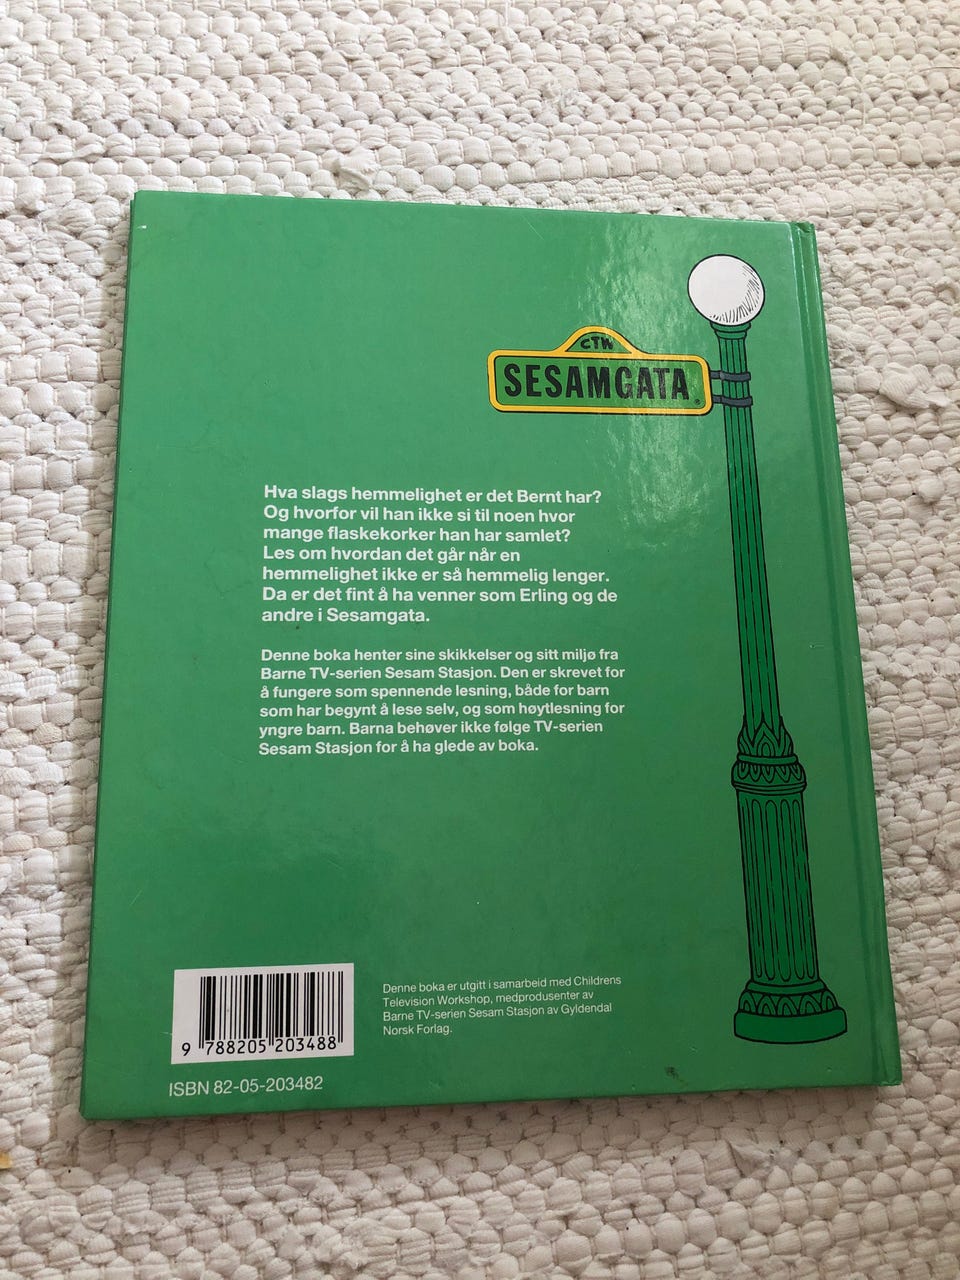 CTW
SESAMGATA
Hva slags hemmelighet er det Bernt har?
Og hvorfor vil han ikke si til noen hvor
mange flaskekorker han har samlet?
Les om hvordan det går når en
hemmelighet ikke er så hemmelig lenger.
Da er det fint å ha venner som Erling og de
andre i Sesamgata.
Denne boka henter sine skikkelser og sitt miljø fra
Barne TV-serien Sesam Stasjon. Den er skrevet for
å fungere som spennende lesning, både for barn
som har begynt å lese selv, og som høytlesning for
yngre barn. Barna behøver ikke følge TV-serien
Sesam Stasjon for å ha glede av boka.
Denne boka er utgitt i samarbeid med Childrens
Television Workshop, medprodusenter av
Barne TV-serien Sesam Stasjon av Gyldendal
Norsk Forlag.
9 788205 203488
ISBN 82-05-203482